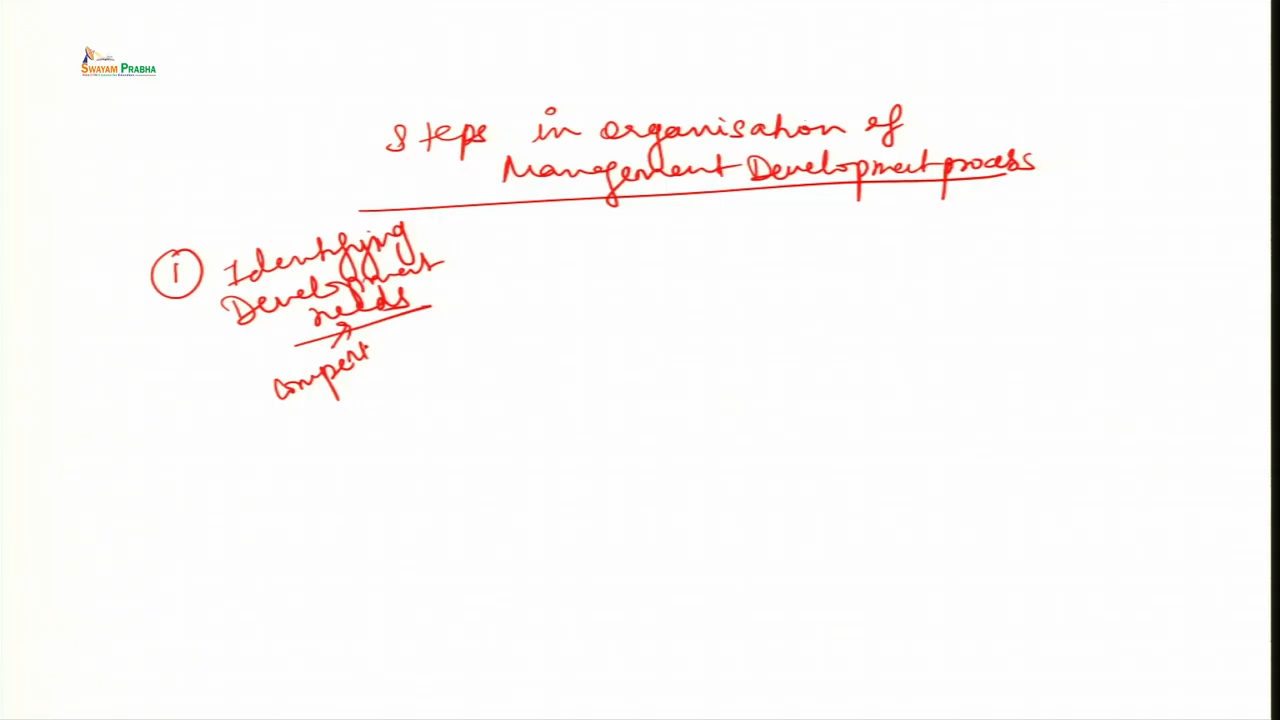 SWAYAM PRABHA
Steps in organisation of
Management Development process
1 Identifying
Development
needs
compet